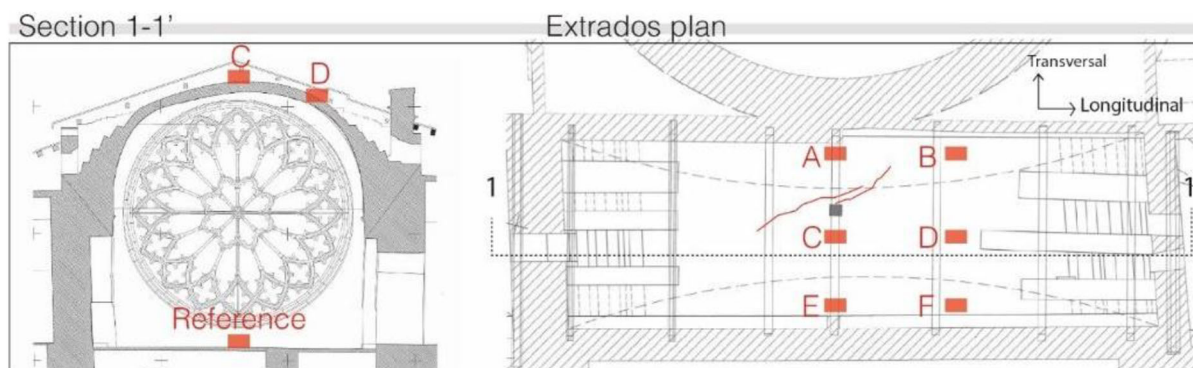 Section 1-1’
Extrados plan
C
D
Reference
Transversal
Longitudinal
A
B
1
1
C
D
E
F